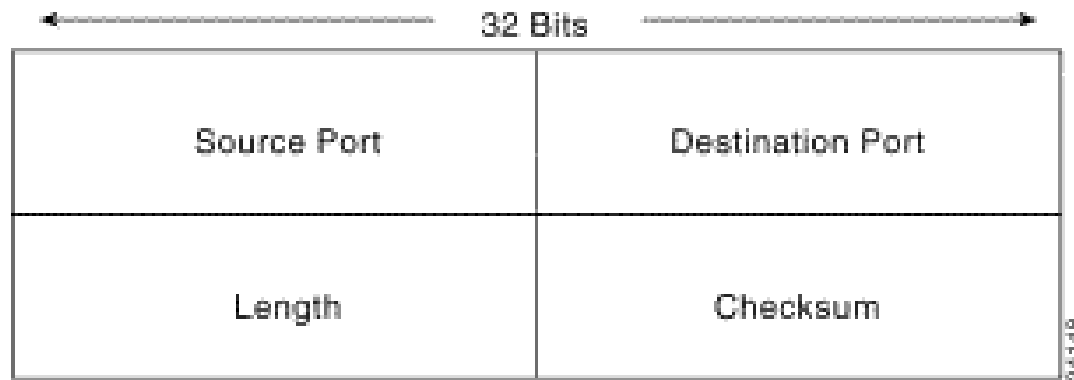 32 Bits
Source Port
Destination Port
Length
Checksum